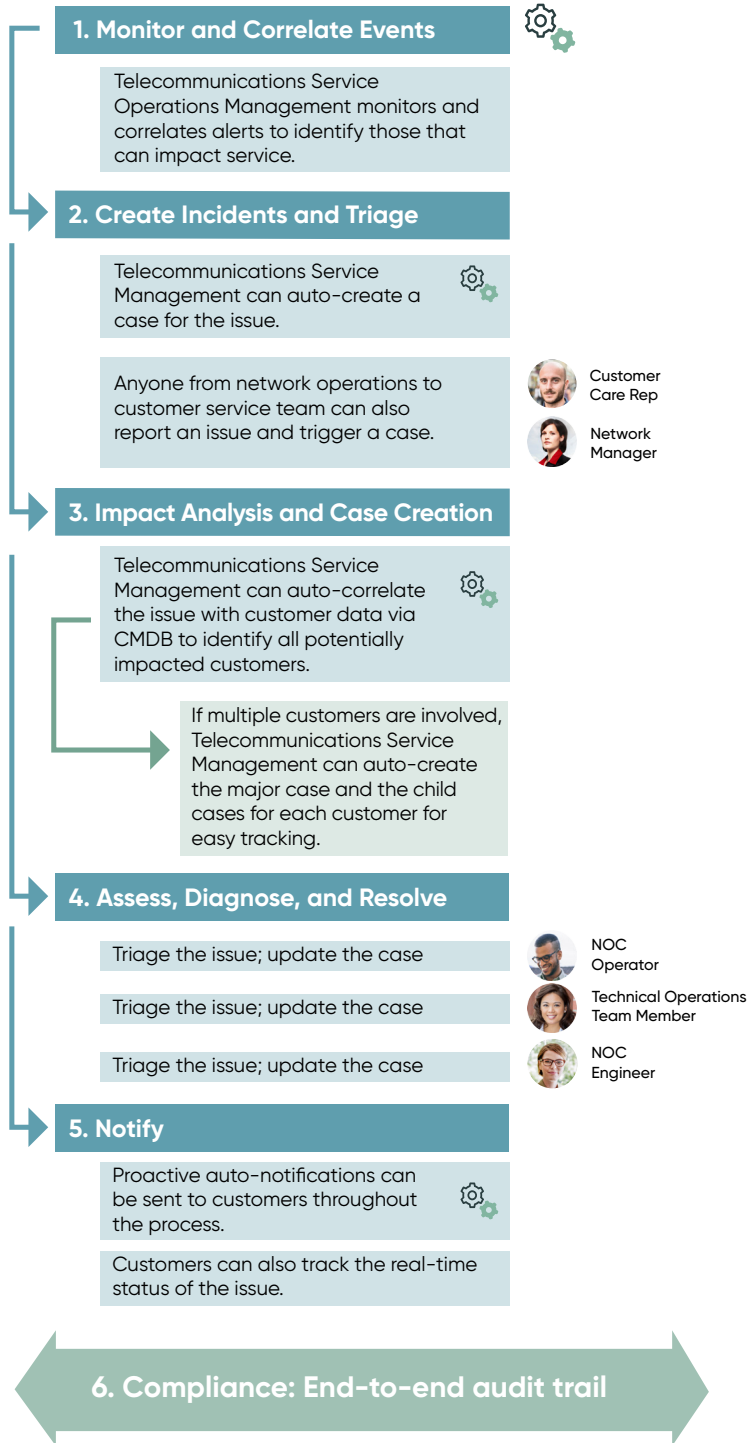 1. Monitor and Correlate Events
Telecommunications Service
Operations Management monitors and
correlates alerts to identify those that
can impact service.
2. Create Incidents and Triage
Telecommunications Service
Management can auto-create a
case for the issue.
Anyone from network operations to
customer service team can also
report an issue and trigger a case.
Customer
Care Rep
Network
Manager
3. Impact Analysis and Case Creation
Telecommunications Service
Management can auto-correlate
the issue with customer data via
CMDB to identify all potentially
impacted customers.
If multiple customers are involved,
Telecommunications Service
Management can auto-create
the major case and the child
cases for each customer for
easy tracking.
4. Assess, Diagnose, and Resolve
Triage the issue; update the case
NOC
Operator
Triage the issue; update the case
Technical Operations
Team Member
Triage the issue; update the case
NOC
Engineer
5. Notify
Proactive auto-notifications can
be sent to customers throughout
the process.
Customers can also track the real-time
status of the issue.
6. Compliance: End-to-end audit trail